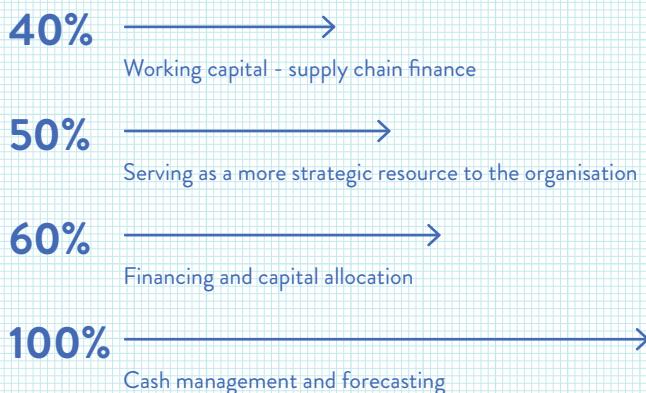 40%
Working capital - supply chain finance
50%
Serving as a more strategic resource to the organisation
60%
Financing and capital allocation
100%
Cash management and forecasting